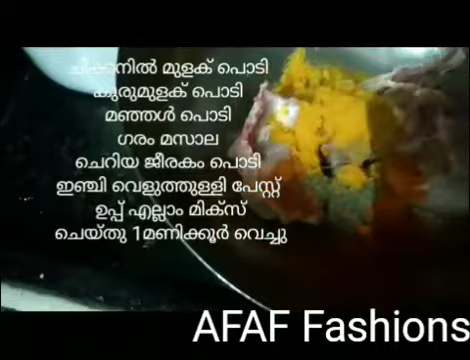 ചിക്കനിൽ മുളക് പൊടി
കുരുമുളക് പൊടി
മഞ്ഞൾ പൊടി
ഗരം മസാല
ചെറിയ ജീരകം പൊടി
ഇഞ്ചി വെളുത്തുള്ളി പേസ്റ്റ്
ഉപ്പ് എല്ലാം മിക്സ്
ചെയ്തു 1മണിക്കൂർ വെച്ചു
AFAF Fashions